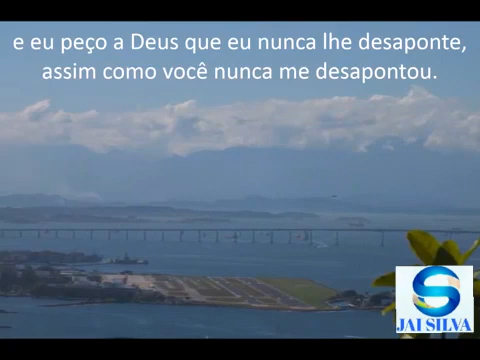 e eu peço a Deus que eu nunca lhe desaponte,
assim como você nunca me desapontou.
S
JAI SILVA